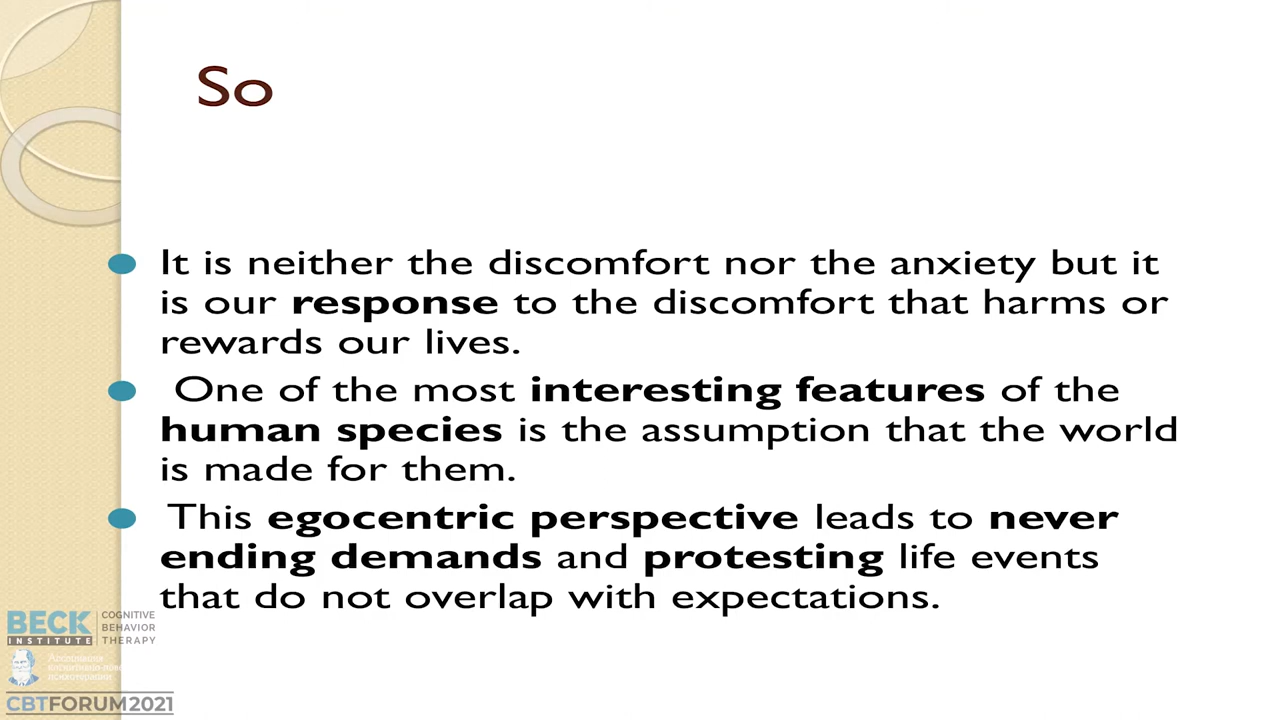 So
It is neither the discomfort nor the anxiety but it
is our response to the discomfort that harms or
rewards our lives.
One of the most interesting features of the
human species is the assumption that the world
is made for them.
This egocentric perspective leads to never
ending demands and protesting life events
that do not overlap with expectations.
BECK
INSTITUTE
COGNITIVE
BEHAVIOR
THERAPY
Ассоциация
психотерапии
CBTFORUM2021